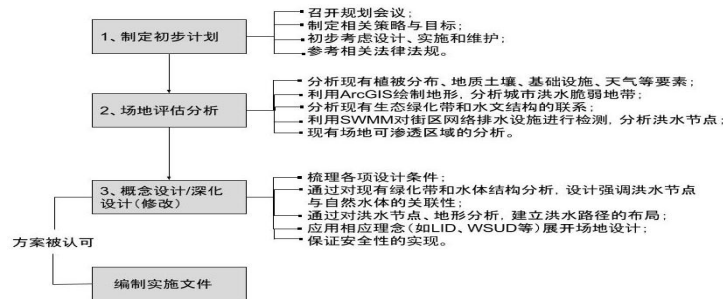 召开规划会议;
制定相关策略与目标;
1、制定初步计划
初步考虑设计、实施和维护;
参考相关法律法规。
分析现有植被分布、地质土壤、基础设施、天气等要素;
利用ArcGIS绘制地形, 分析城市洪水脆弱地带;
2、场地评估分析
分析现有生态绿化带和水文结构的联系;
利用SWMM对街区网络排水设施进行检测, 分析洪水节点;
现有场地可渗透区域的分析。
梳理各项设计条件;
3、概念设计/深化
设计(修改)
通过对现有绿化带和水体结构分析, 设计强调洪水节点
与自然水体的关联性;
通过对洪水节点、地形分析, 建立洪水路径的布局;
应用相应理念(如LID、WSUD等)展开场地设计;
保证安全性的实现。
方案被认可
编制实施文件